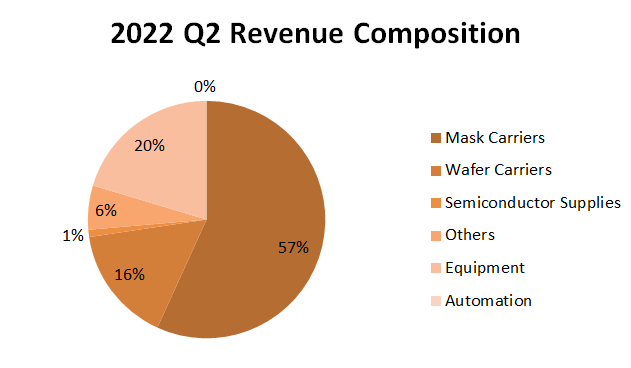 2022 Q2 Revenue Composition
0%
20%
6%
1%
16%
57%
Mask Carriers
Wafer Carriers
Semiconductor Supplies
Others
Equipment
Automation